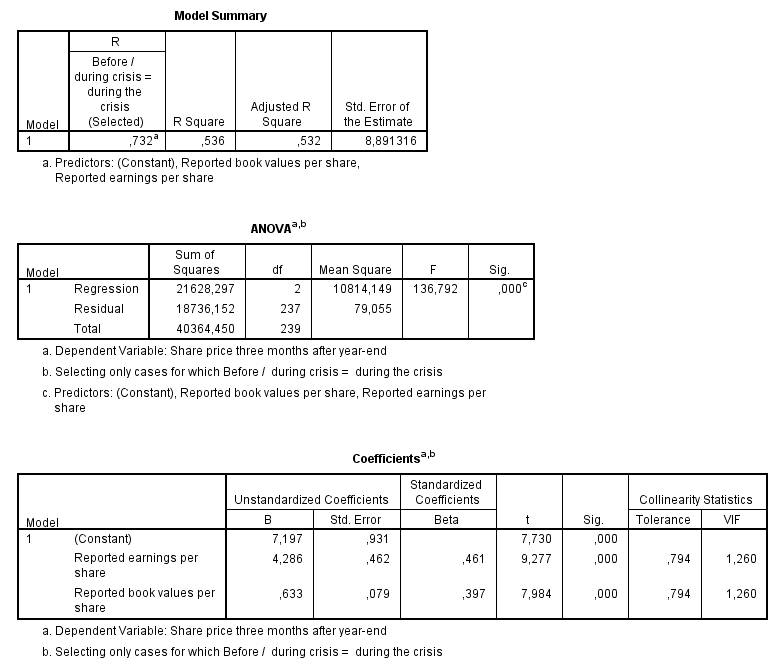 Model Summary
Model R Before / during crisis = during the crisis (Selected) R Square Adjusted R Square Std. Error of the Estimate
1 ,732a ,536 ,532 8,891316
a. Predictors: (Constant), Reported book values per share,
Reported earnings per share
ANOVAa,b
Model Sum of Squares df Mean Square F Sig.
1 Regression 21628,297 2 10814,149 136,792 ,000c
Residual 18736,152 237 79,055
Total 40364,450 239
a. Dependent Variable: Share price three months after year-end
b. Selecting only cases for which Before / during crisis = during the crisis
c. Predictors: (Constant), Reported book values per share, Reported earnings per
share
Coefficientsa,b
Model Unstandardized Coefficients Standardized Coefficients t Sig. Collinearity Statistics
B Std. Error Beta Tolerance VIF
1 (Constant) 7,197 ,931 7,730 ,000
Reported earnings per share 4,286 ,462 ,461 9,277 ,000 ,794 1,260
Reported book values per share ,633 ,079 ,397 7,984 ,000 ,794 1,260
a. Dependent Variable: Share price three months after year-end
b. Selecting only cases for which Before / during crisis = during the crisis